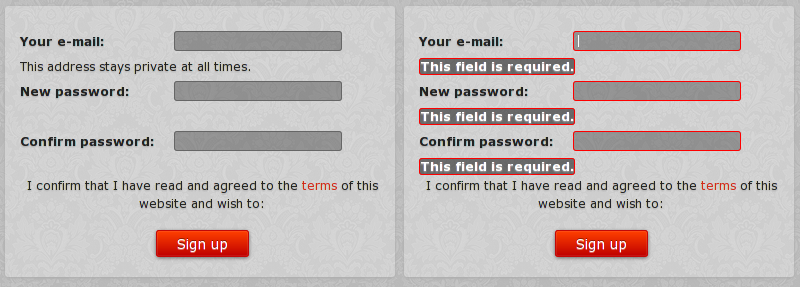 Your e-mail:
This address stays private at all times.
New password:
Confirm password:
I confirm that I have read and agreed to the terms of this
website and wish to:
Sign up
Your e-mail:
This field is required.
New password:
This field is required.
Confirm password:
This field is required.
I confirm that I have read and agreed to the terms of this
website and wish to:
Sign up